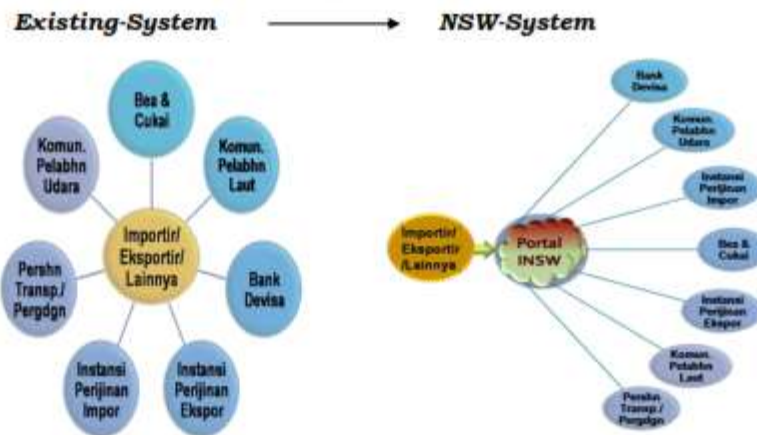 Existing-System
NSW-System
Bea &
Cukai
Komun.
Pelabhn
Udara
Komun.
Pelabhn
Laut
Importir/
Eksportir/
Lainnya
Pershn
Transp./
Pergdgn
Bank
Devisa
Instansi
Perijinan
Impor
Instansi
Perijinan
Ekspor
Importir/
Eksportir
/Lainnya
Portal
INSW
Bank
Devisa
Komun.
Pelabhn
Udara
Instansi
Perijinan
Impor
Bea &
Cukai
Instansi
Perijinan
Ekspor
Komun.
Pelabhn
Laut
Pershn
Transp./
Pergdgn